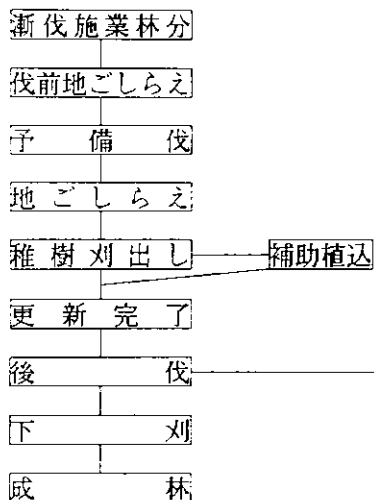 漸伐施業林分
伐前地ごしらえ
予備伐
地ごしらえ
稚樹刈出し
補助植込
更新完了
後伐
下刈
成林